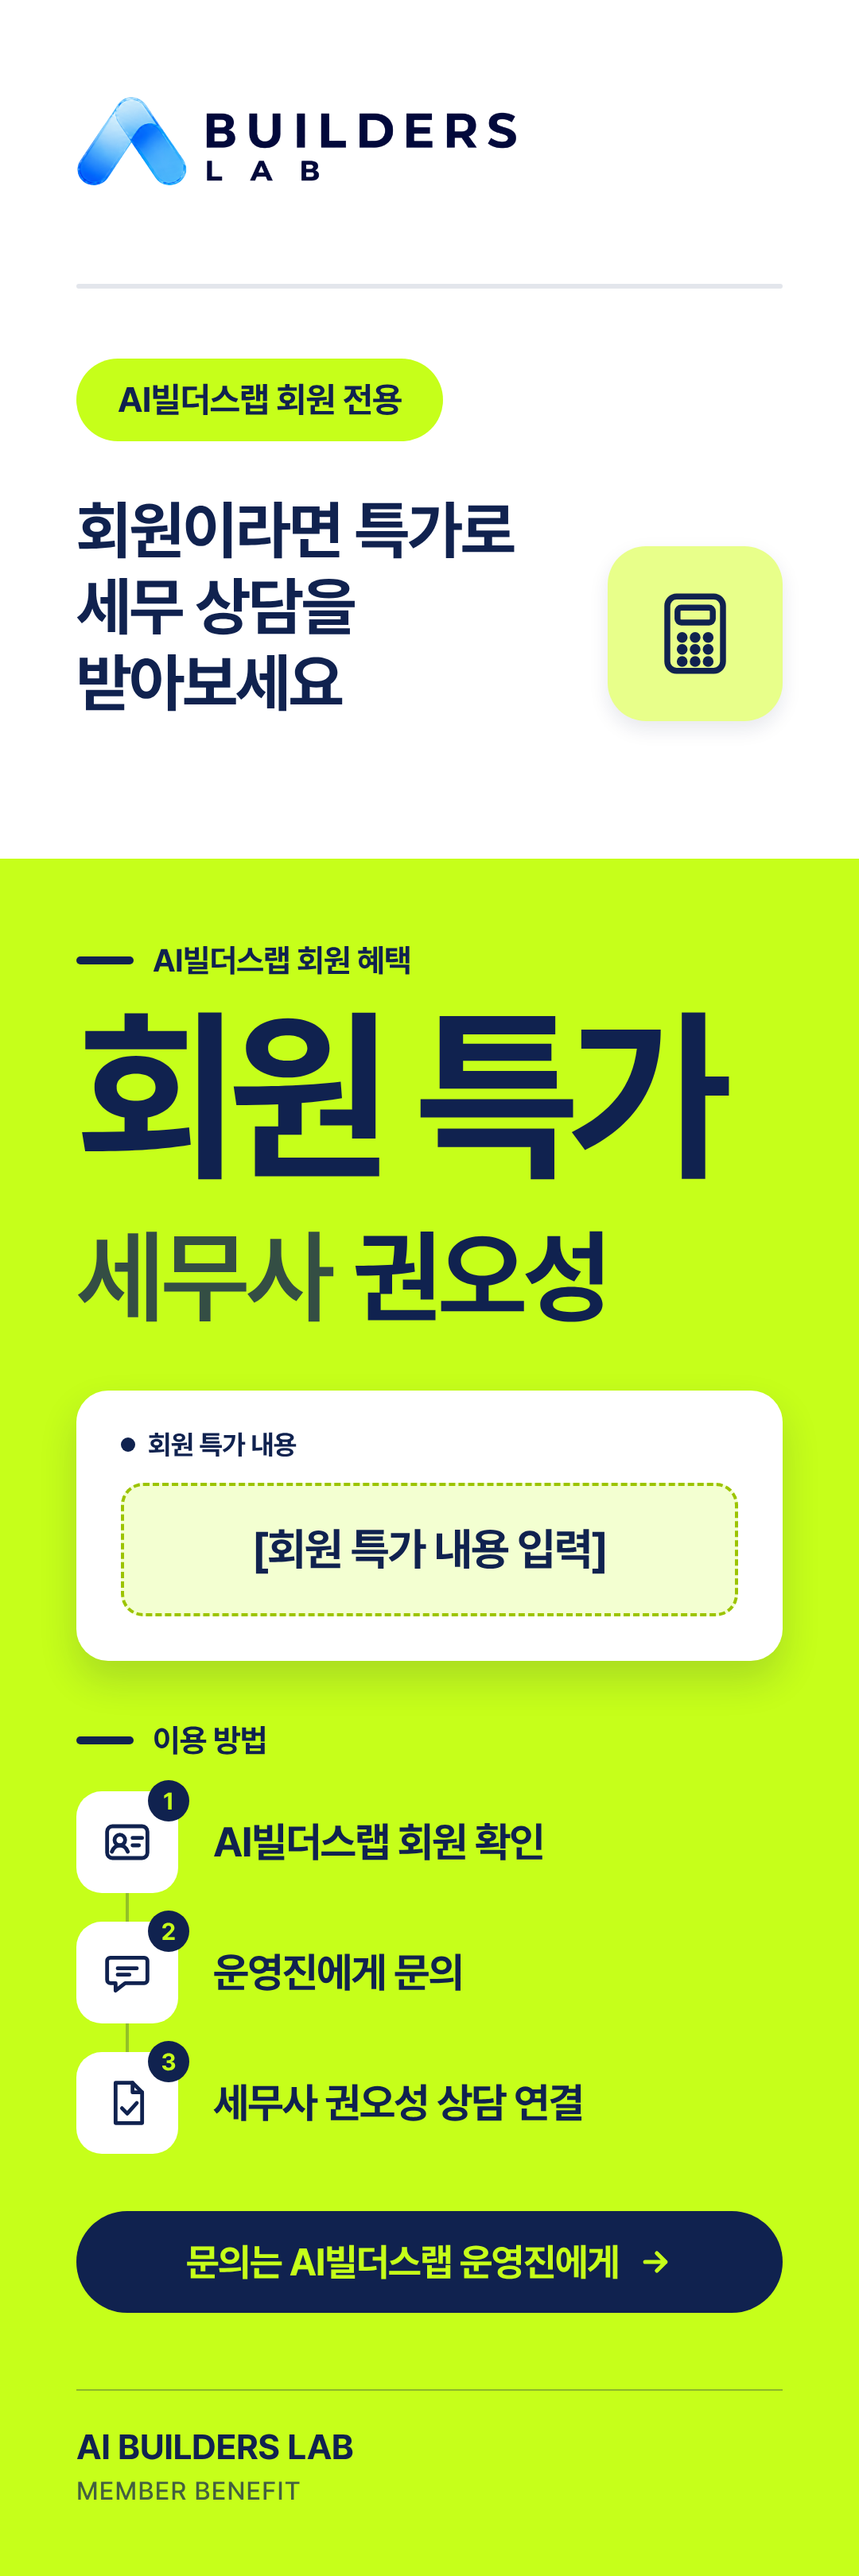 BUILDERS
LAB
AI빌더스랩 회원 전용
회원이라면 특가로
세무 상담을
받아보세요
AI빌더스랩 회원 혜택
회원 특가
세무사 권오성
회원 특가 내용
[회원 특가 내용 입력]
이용 방법
1
AI빌더스랩 회원 확인
2
운영진에게 문의
3
세무사 권오성 상담 연결
문의는 AI빌더스랩 운영진에게 →
AI BUILDERS LAB
MEMBER BENEFIT